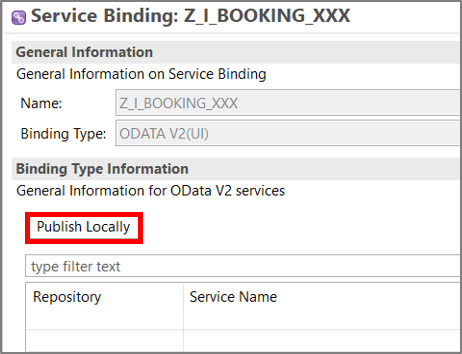 Service Binding: Z_I_BOOKING_XXX
General Information
General Information on Service Binding
Name: Z_I_BOOKING_XXX
Binding Type: ODATA V2(UI)
Binding Type Information
General Information for OData V2 services
Publish Locally
type filter text
Repository Service Name